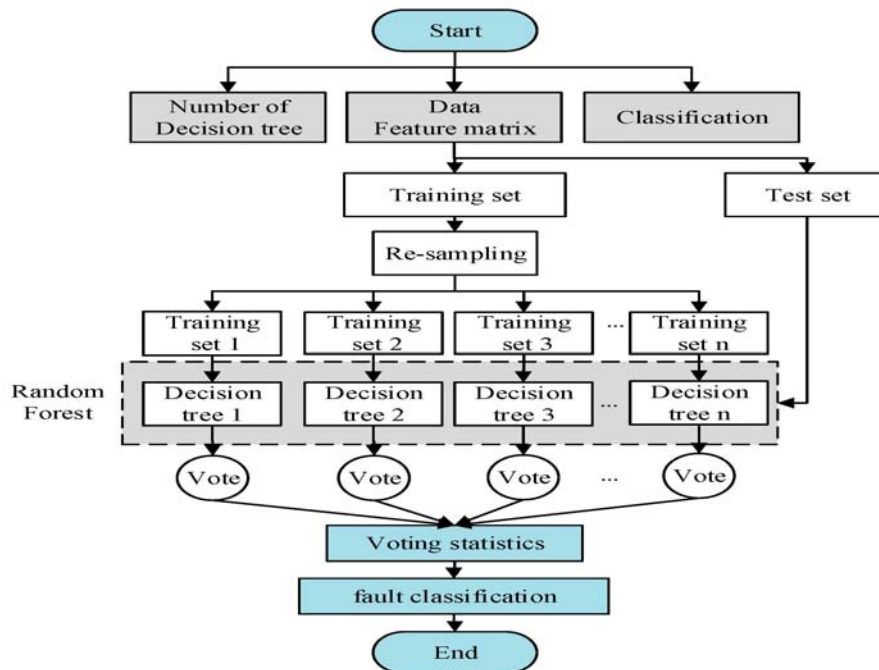 Start
Number of
Decision tree
Data
Feature matrix
Classification
Training set
Test set
Re-sampling
Training
set 1
Training
set 2
Training
set 3
...
Training
set n
Random
Forest
Decision
tree 1
Decision
tree 2
Decision
tree 3
...
Decision
tree n
Vote
Vote
Vote
...
Vote
Voting statistics
fault classification
End